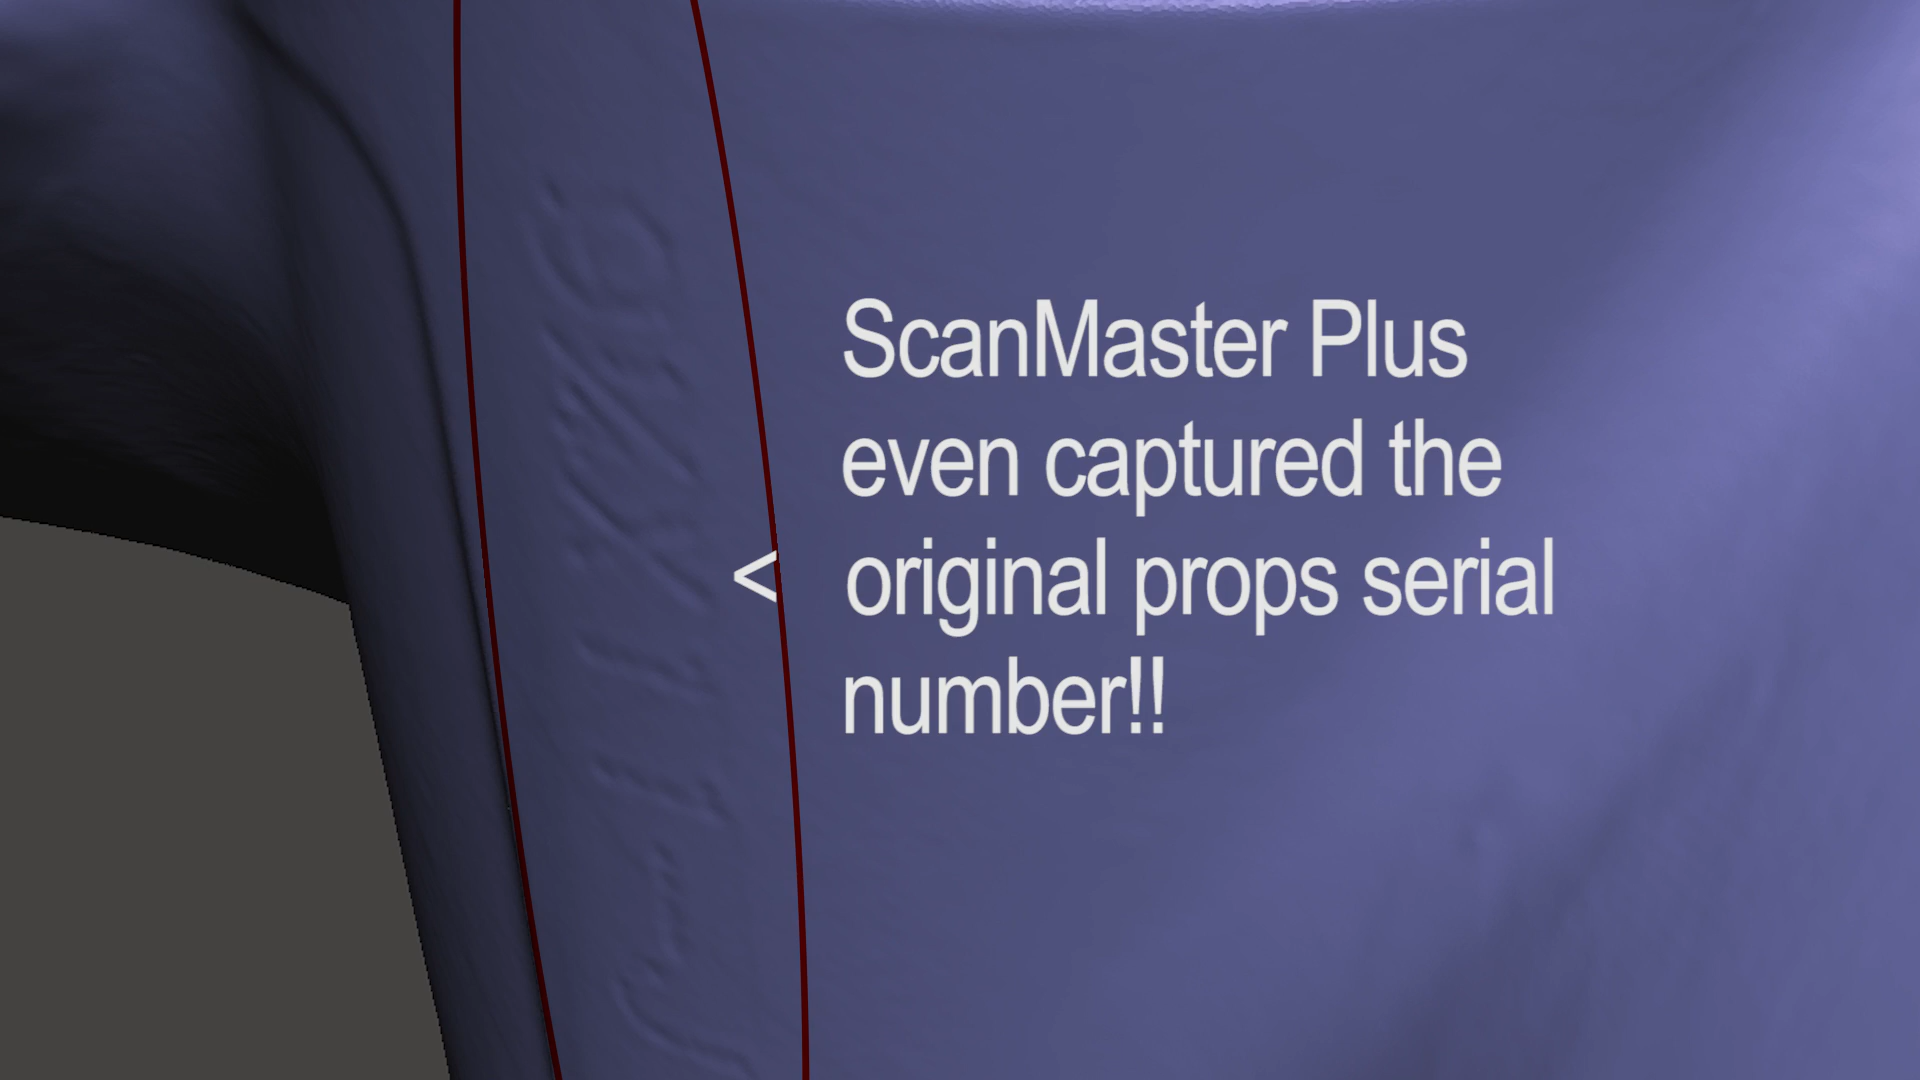 ScanMaster Plus
even captured the
< original props serial
number!!